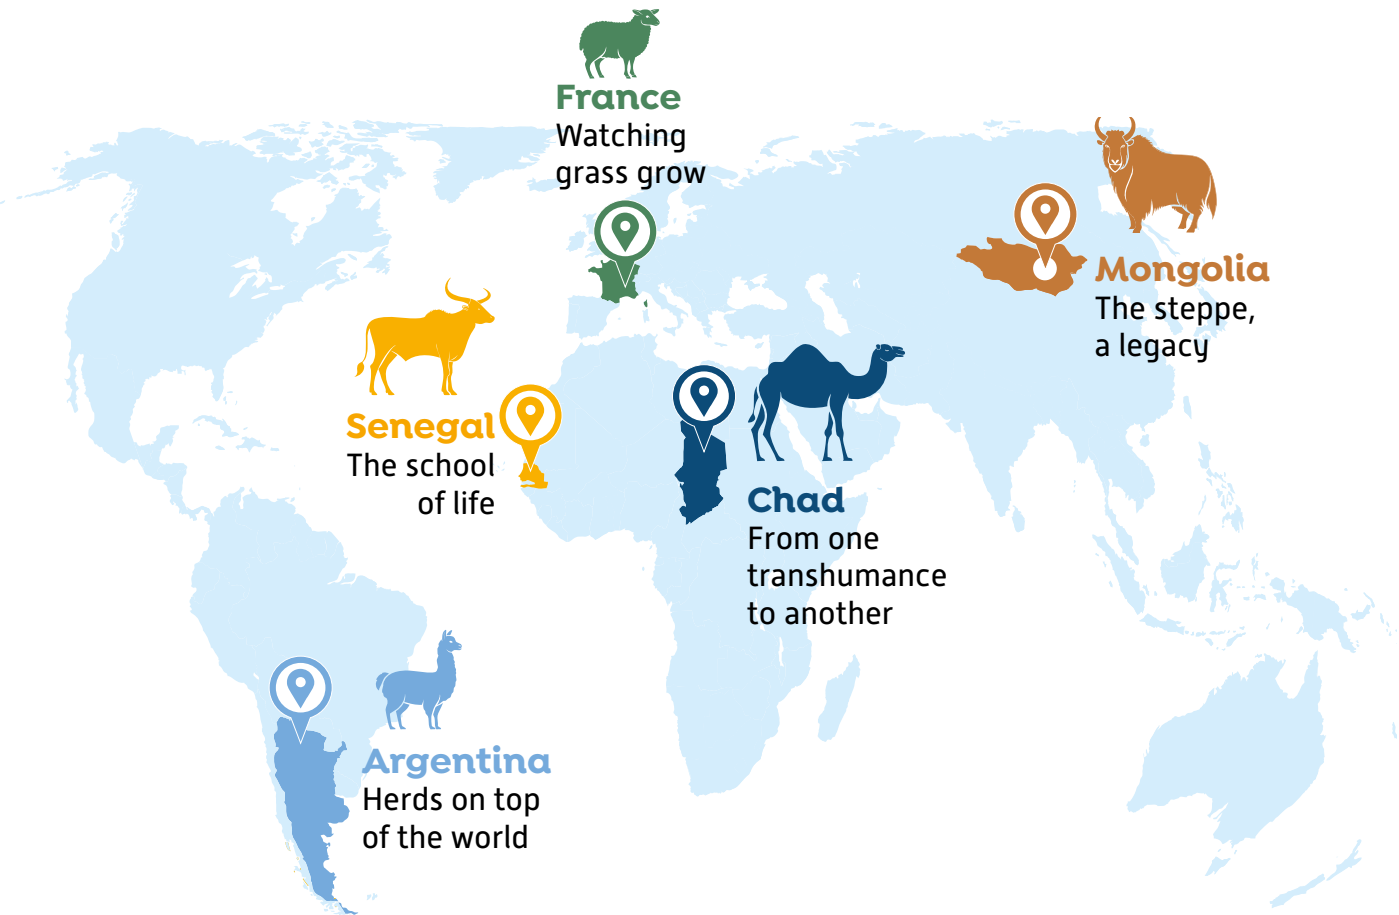 France
Watching
grass grow
Mongolia
The steppe,
a legacy
Senegal
The school
of life
Chad
From one
transhumance
to another
Argentina
Herds on top
of the world